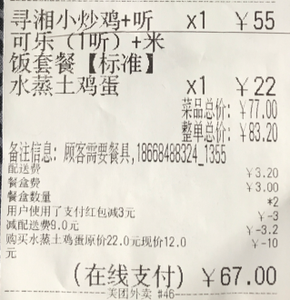 寻湘小炒鸡+听 x1 ￥55
可乐（1听）+米
饭套餐【标准】
水蒸土鸡蛋 x1 ￥22
菜品总价: ￥77.00
整单总价: ￥83.20
备注信息: 顾客需要餐具,18668488324_1355
配送费 ￥3.20
餐盒费 ￥3.00
餐盒数量 *2
用户使用了支付红包减3元 ￥-3
减配送费9.0元 ￥-3.2
购买水蒸土鸡蛋原价22.0元现价12.0 ￥-10
元
(在线支付) ￥67.00
美团外卖 #46